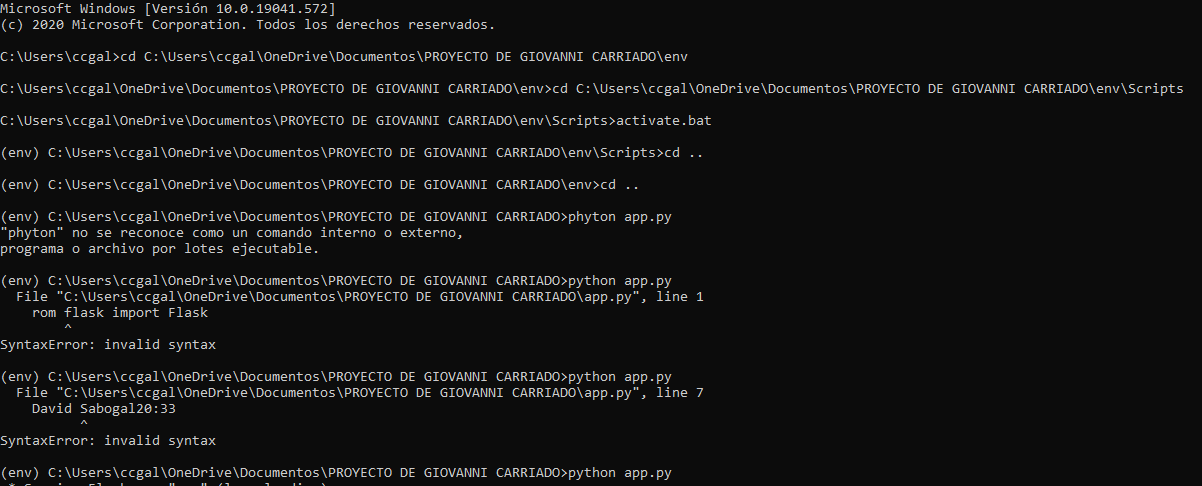 Microsoft Windows [Versión 10.0.19041.572]
(c) 2020 Microsoft Corporation. Todos los derechos reservados.
C:\Users\ccgal>cd C:\Users\ccgal\OneDrive\Documentos\PROYECTO DE GIOVANNI CARRIADO\env
C:\Users\ccgal\OneDrive\Documentos\PROYECTO DE GIOVANNI CARRIADO\env>cd C:\Users\ccgal\OneDrive\Documentos\PROYECTO DE GIOVANNI CARRIADO\env\Scripts
C:\Users\ccgal\OneDrive\Documentos\PROYECTO DE GIOVANNI CARRIADO\env\Scripts>activate.bat
(env) C:\Users\ccgal\OneDrive\Documentos\PROYECTO DE GIOVANNI CARRIADO\env\Scripts>cd ..
(env) C:\Users\ccgal\OneDrive\Documentos\PROYECTO DE GIOVANNI CARRIADO\env>cd ..
(env) C:\Users\ccgal\OneDrive\Documentos\PROYECTO DE GIOVANNI CARRIADO>phyton app.py
"phyton" no se reconoce como un comando interno o externo,
programa o archivo por lotes ejecutable.
(env) C:\Users\ccgal\OneDrive\Documentos\PROYECTO DE GIOVANNI CARRIADO>python app.py
  File "C:\Users\ccgal\OneDrive\Documentos\PROYECTO DE GIOVANNI CARRIADO\app.py", line 1
    rom flask import Flask
        ^
SyntaxError: invalid syntax
(env) C:\Users\ccgal\OneDrive\Documentos\PROYECTO DE GIOVANNI CARRIADO>python app.py
  File "C:\Users\ccgal\OneDrive\Documentos\PROYECTO DE GIOVANNI CARRIADO\app.py", line 7
    David Sabogal20:33
          ^
SyntaxError: invalid syntax
(env) C:\Users\ccgal\OneDrive\Documentos\PROYECTO DE GIOVANNI CARRIADO>python app.py